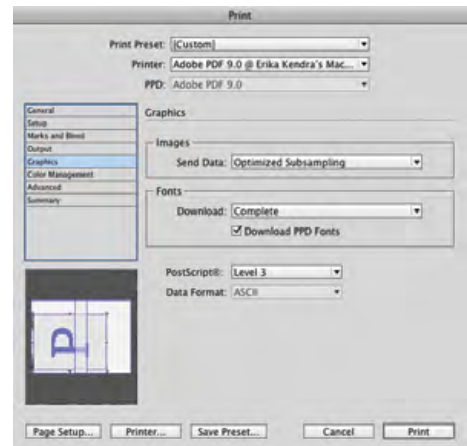 Print
Print Preset: [Custom]
Printer: Adobe PDF 9.0 @ Erika Kendra's Mac...
PPD: Adobe PDF 9.0
General
Setup
Marks and Bleed
Output
Graphics
Color Management
Advanced
Summary
Graphics
Images
Send Data: Optimized Subsampling
Fonts
Download: Complete
Download PPD Fonts
PostScript®: Level 3
Data Format: ASCII
P
Page Setup... Printer... Save Preset... Cancel Print